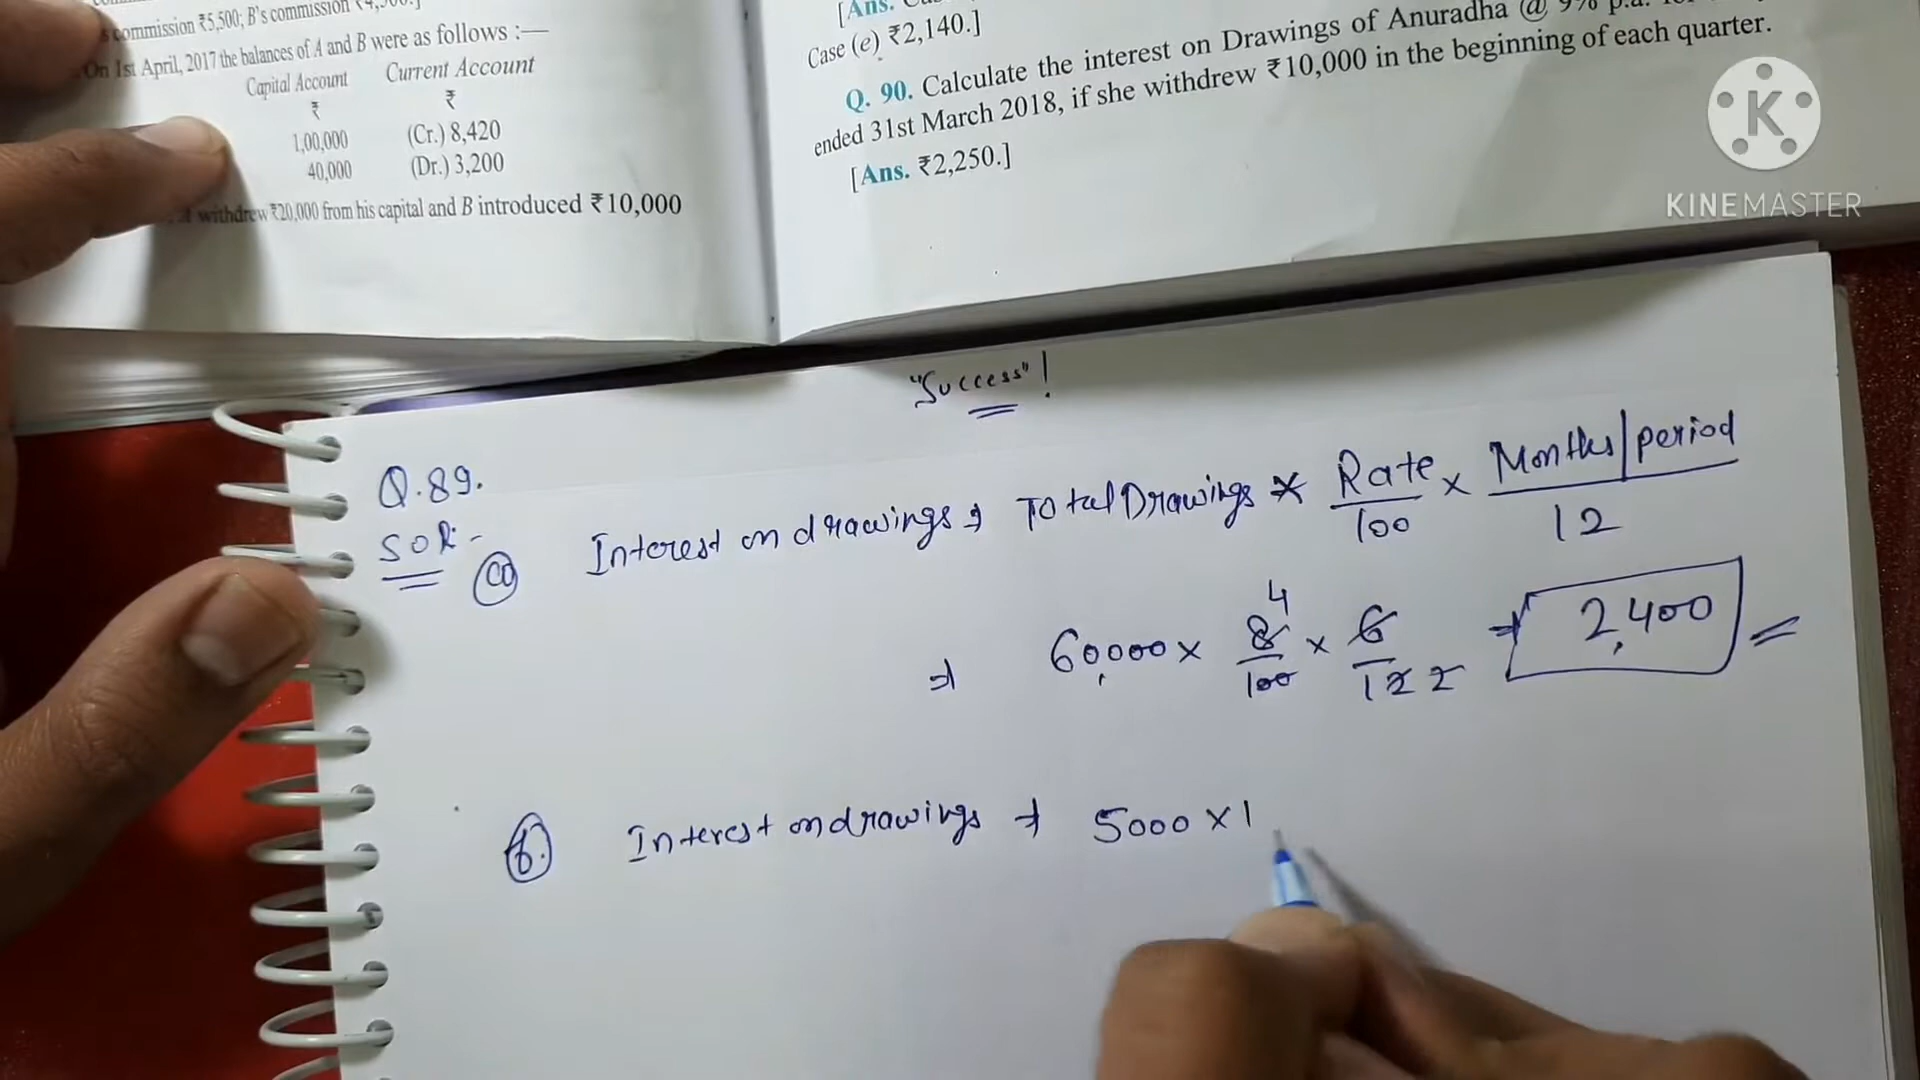 commission ₹5,500; B's commission
On 1st April, 2017 the balances of A and B were as follows :—
Capital Account Current Account
₹ ₹
1,00,000 (Cr.) 8,420
40,000 (Dr.) 3,200
withdrew ₹20,000 from his capital and B introduced ₹10,000
[Ans.
Case (e) ₹2,140.]
Q. 90. Calculate the interest on Drawings of Anuradha @ 9% p.a.
ended 31st March 2018, if she withdrew ₹10,000 in the beginning of each quarter.
[Ans. ₹2,250.]
KINEMASTER
"Success"!
Q.89.
Sol:-
(a) Interest on drawings ⇒ Total Drawings × Rate/100 × Months/period/12
⇒ 60,000 × 8/100 4 × 6/12 2 ⇒ 2,400
(b.) Interest on drawings ⇒ 5000 × 1